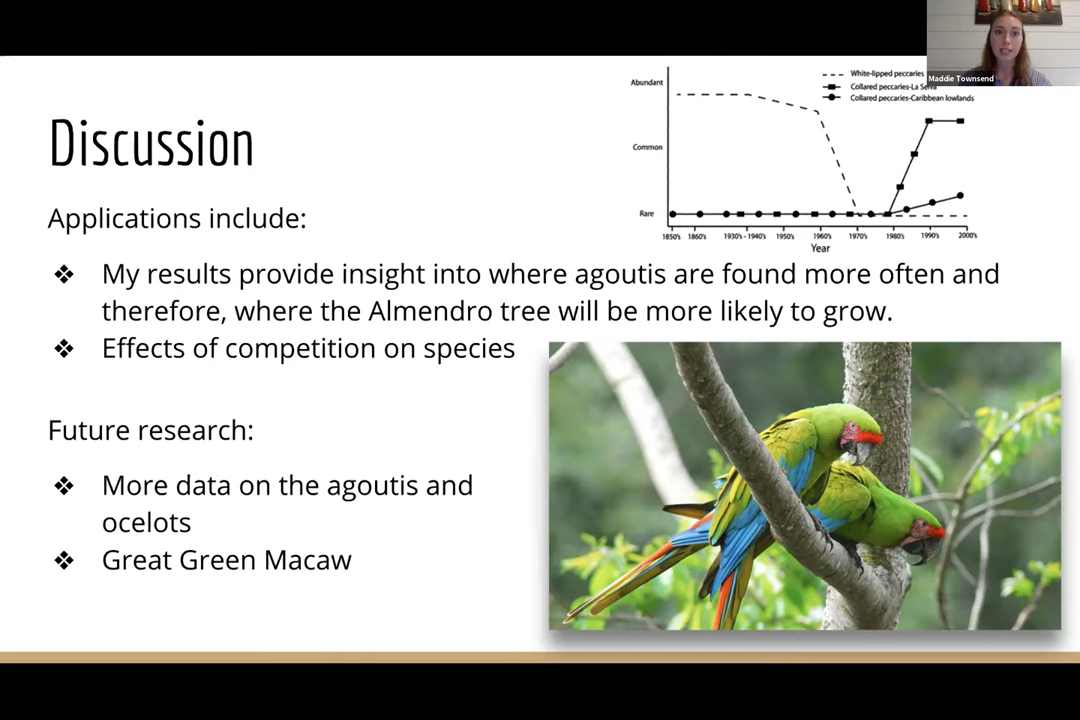 Maddie Townsend
Abundant
Common
Rare
White-lipped peccaries
Collared peccaries-La Selva
Collared peccaries-Caribbean lowlands
1850's 1860's 1930's - 1940's 1950's 1960's 1970's 1980's 1990's 2000's
Year
Discussion
Applications include:
❖ My results provide insight into where agoutis are found more often and
therefore, where the Almendro tree will be more likely to grow.
❖ Effects of competition on species
Future research:
❖ More data on the agoutis and
ocelots
❖ Great Green Macaw